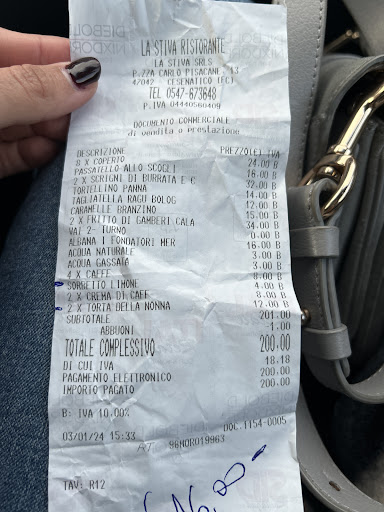 LA STIVA RISTORANTE
LA STIVA SRLS
P.ZZA CARLO PISACANE, 13
47042 - CESENATICO (FC)
TEL 0547-673648
P.IVA 04440560409
DOCUMENTO COMMERCIALE
di vendita o prestazione
DESCRIZIONE PREZZO(E) IVA
8 X COPERTO 24.00 B
PASSATELLO ALLO SCOGLI 16.00 B
2 X SCRIGNI DI BURRATA E C 32.00 B
TORTELLINO PANNA 14.00 B
TAGLIATELLA RAGU BOLOG 12.00 B
CARAMELLE BRANZINO 15.00 B
2 X FRITTO DI GAMBERI,CALA 34.00 B
VAI 2- TURNO 0.00 B
ALBANA I FONDATORI MER 16.00 B
ACQUA NATURALE 3.00 B
ACQUA GASSATA 3.00 B
4 X CAFFE 8.00 B
SORBETTO LIMONE 4.00 B
2 X CREMA DI CAFF 8.00 B
2 X TORTA DELLA NONNA 12.00 B
SUBTOTALE 201.00
ABBUONI -1.00
TOTALE COMPLESSIVO 200.00
DI CUI IVA 18.18
PAGAMENTO ELETTRONICO 200.00
IMPORTO PAGATO 200.00
B: IVA 10.00%
03/01/24 15:33 DOC.1154-0005
RT 96NOR019963
TAV: R12